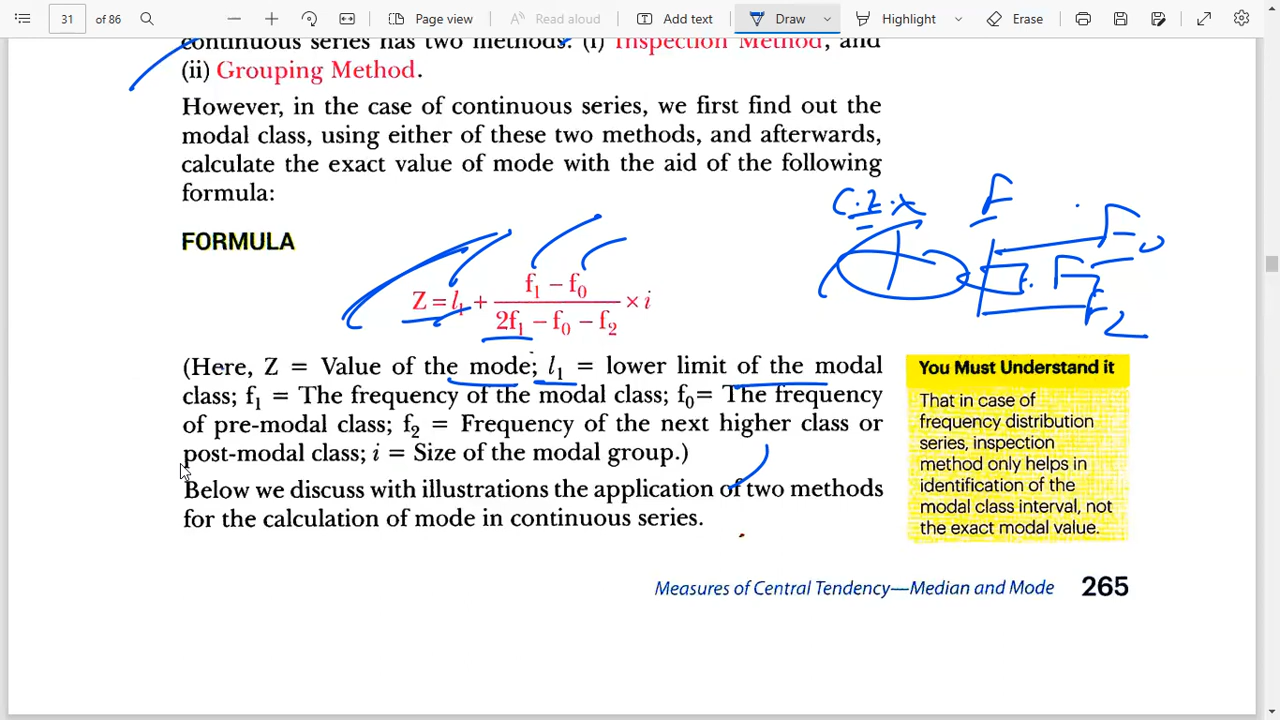 31
of 86
Page view
Read aloud
Add text
Draw
Highlight
Erase
continuous series has two methods: (i) Inspection Method, and
(ii) Grouping Method.
However, in the case of continuous series, we first find out the
modal class, using either of these two methods, and afterwards,
calculate the exact value of mode with the aid of the following
formula:
FORMULA
Z = l₁ + (f₁ − f₀) / (2f₁ − f₀ − f₂) × i
F
F₀
F₁
F₂
(Here, Z = Value of the mode; l₁ = lower limit of the modal
class; f₁ = The frequency of the modal class; f₀= The frequency
of pre-modal class; f₂ = Frequency of the next higher class or
post-modal class; i = Size of the modal group.)
Below we discuss with illustrations the application of two methods
for the calculation of mode in continuous series.
You Must Understand it
That in case of
frequency distribution
series, inspection
method only helps in
identification of the
modal class interval, not
the exact modal value.
Measures of Central Tendency—Median and Mode 265